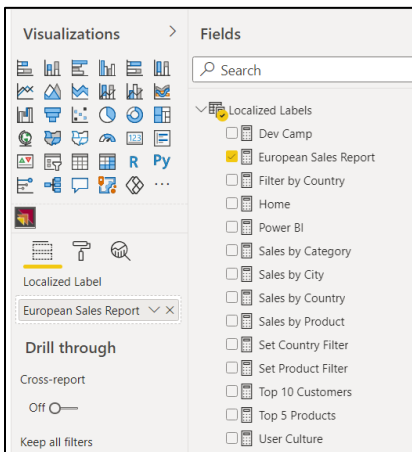 Visualizations
123
R
Py
Localized Label
European Sales Report
Drill through
Cross-report
Off
Keep all filters
Fields
Search
Localized Labels
Dev Camp
European Sales Report
Filter by Country
Home
Power BI
Sales by Category
Sales by City
Sales by Country
Sales by Product
Set Country Filter
Set Product Filter
Top 10 Customers
Top 5 Products
User Culture